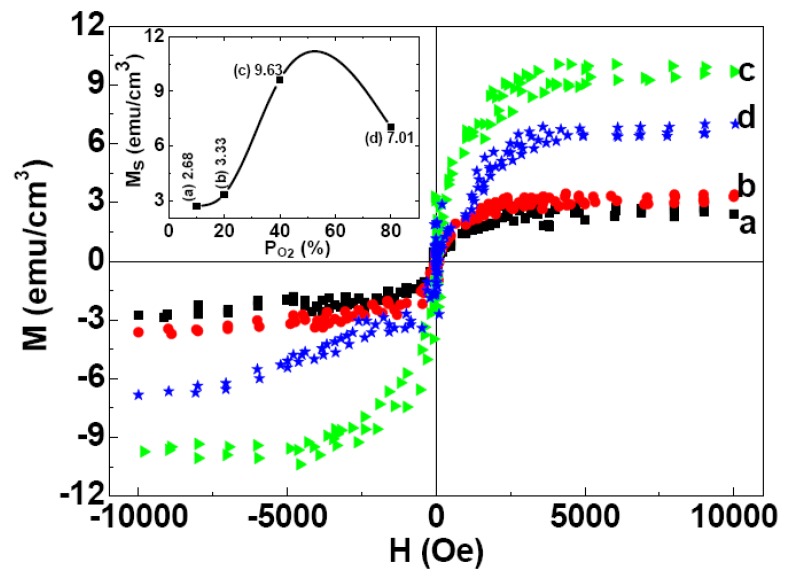 12
9
6
3
0
-3
-6
-9
-12
M (emu/cm³)
-10000 -5000 0 5000 10000
H (Oe)
c
d
b
a
12
9
6
3
Ms (emu/cm³)
(a) 2.68
(b) 3.33
(c) 9.63
(d) 7.01
0 20 40 60 80
PO2 (%)